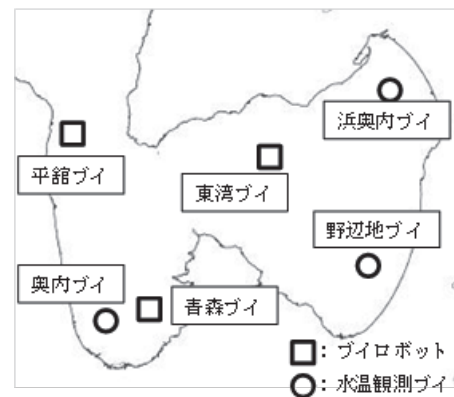 浜奥内ブイ
平舘ブイ
東湾ブイ
野辺地ブイ
奥内ブイ
青森ブイ
：ブイロボット
：水温観測ブイ